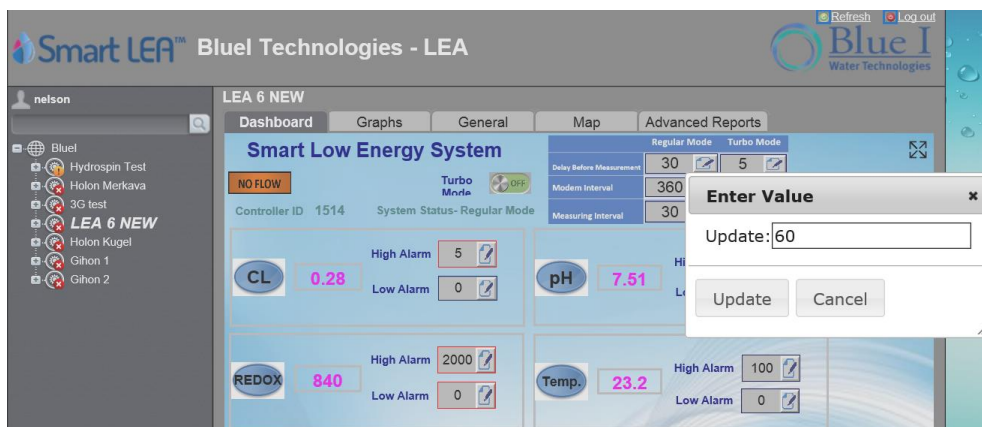 Refresh Log out
Smart LEA™ BlueI Technologies - LEA
Blue I
Water Technologies
nelson
LEA 6 NEW
Dashboard Graphs General Map Advanced Reports
BlueI
Hydrospin Test
Holon Merkava
3G test
LEA 6 NEW
Holon Kugel
Gihon 1
Gihon 2
Smart Low Energy System
Regular Mode Turbo Mode
Delay Before Measurement 30 5
NO FLOW
Turbo Mode OFF
Modem Interval 360
Controller ID 1514 System Status- Regular Mode
Measuring Interval 30
Enter Value ×
Update: 60
Update Cancel
CL 0.28
High Alarm 5
Low Alarm 0
pH 7.51
REDOX 840
High Alarm 2000
Low Alarm 0
Temp. 23.2
High Alarm 100
Low Alarm 0